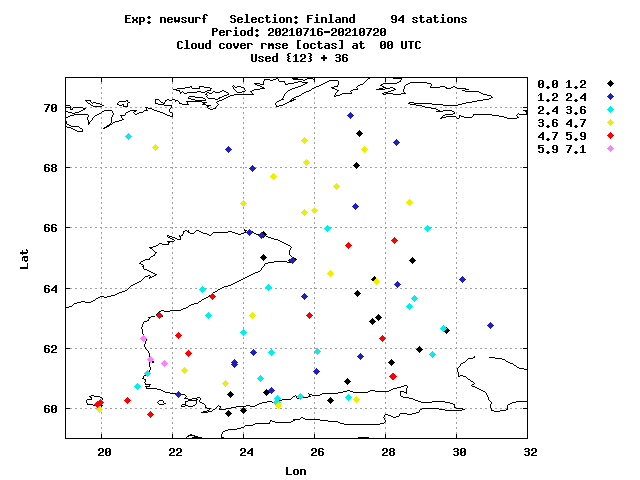 Exp: newsurf   Selection: Finland     94 stations
Period: 20210716-20210720
Cloud cover rmse [octas] at  00 UTC
Used {12} + 36
0.0 1.2
1.2 2.4
2.4 3.6
3.6 4.7
4.7 5.9
5.9 7.1
70
68
66
64
62
60
Lat
20 22 24 26 28 30 32
Lon